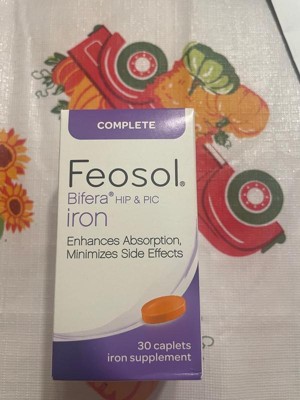 COMPLETE
Feosol®
Bifera® HIP & PIC
iron
Enhances Absorption,
Minimizes Side Effects
30 caplets
iron supplement